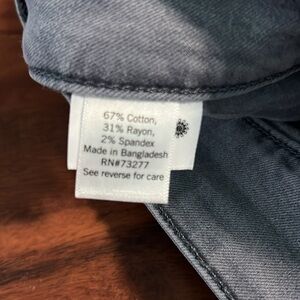 67% Cotton,
31% Rayon,
2% Spandex
Made in Bangladesh
RN#73277
See reverse for care